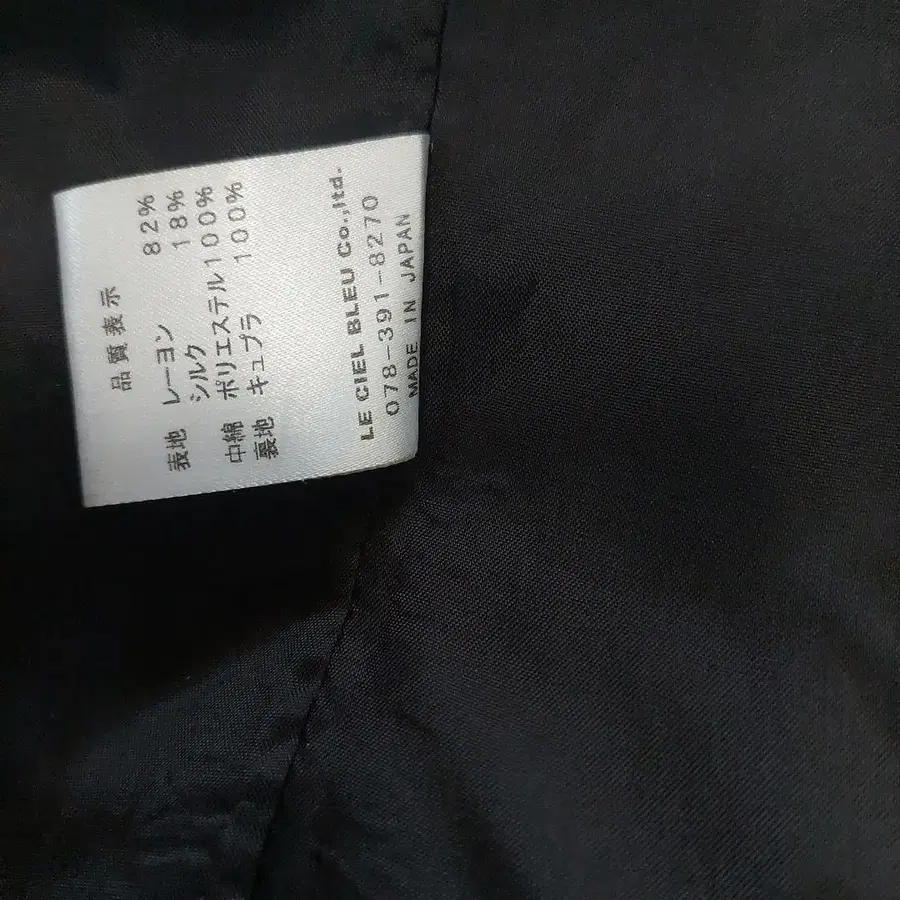 品質表示
表地 レーヨン 82%
シルク 18%
中綿 ポリエステル100%
裏地 キュプラ 100%
LE CIEL BLEU Co.,ltd.
078-391-8270
MADE IN JAPAN